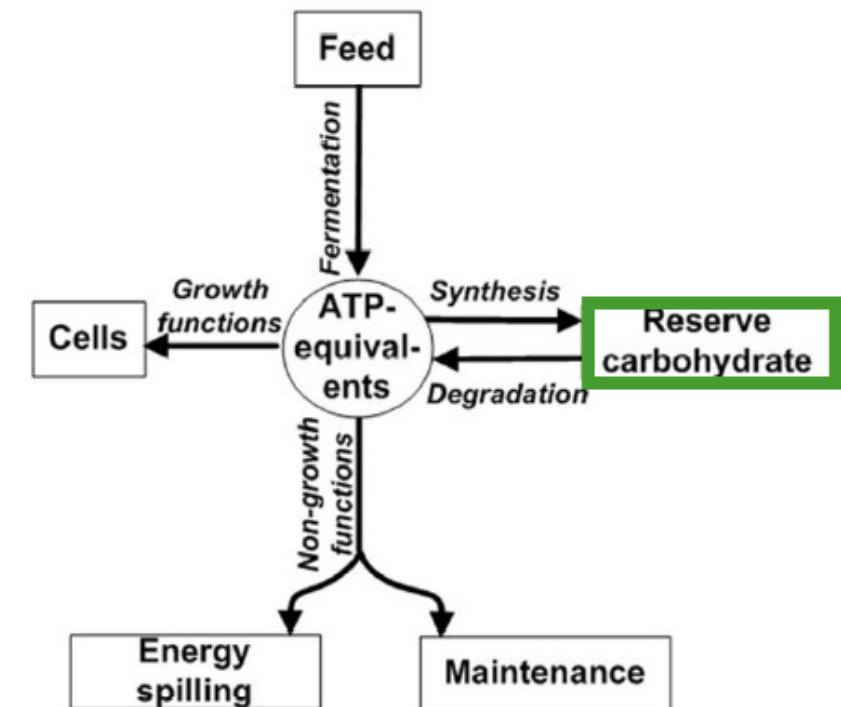 Feed
Fermentation
Growth
functions
Synthesis
Cells
ATP-
equival-
ents
Reserve
carbohydrate
Degradation
Non-growth
functions
Energy
spilling
Maintenance